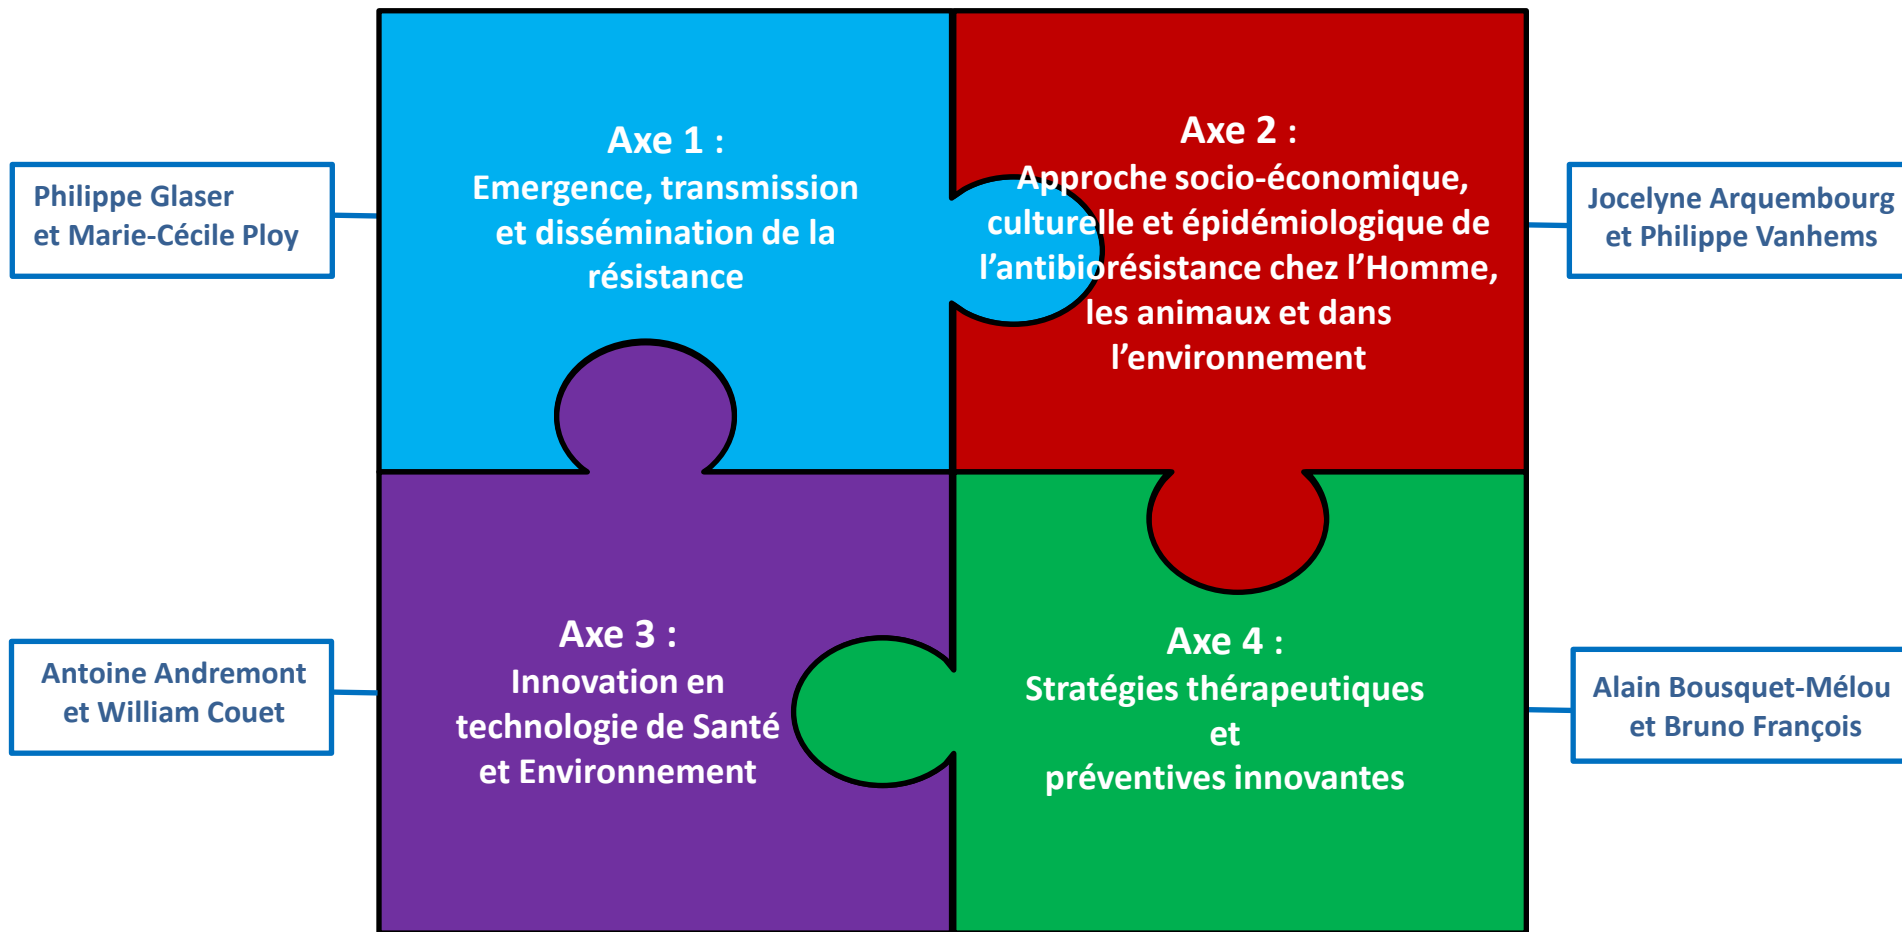 Axe 1 :
Emergence, transmission
et dissémination de la
résistance
Axe 2 :
Approche socio-économique,
culturelle et épidémiologique de
l’antibiorésistance chez l’Homme,
les animaux et dans
l’environnement
Philippe Glaser
et Marie-Cécile Ploy
Jocelyne Arquembourg
et Philippe Vanhems
Axe 3 :
Innovation en
technologie de Santé
et Environnement
Axe 4 :
Stratégies thérapeutiques
et
préventives innovantes
Antoine Andremont
et William Couet
Alain Bousquet-Mélou
et Bruno François